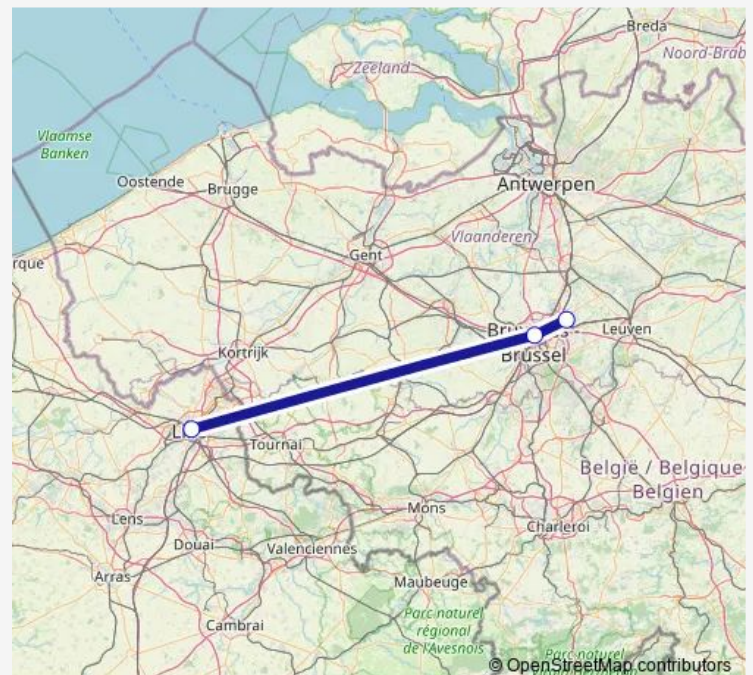 Breda
Noord-Brab
Zeeland
Vlaamse
Banken
Oostende
Brugge
Antwerpen
Vlaanderen
Gent
rque
Leuven
Brussel
Kortrijk
Tournai
België / Belgique
Belgien
Lens
Mons
Charleroi
Douai
Valenciennes
Arras
Maubeuge
Cambrai
Parc naturel
régional
de l'Avesnois
Parc naturel
© OpenStreetMap contributors